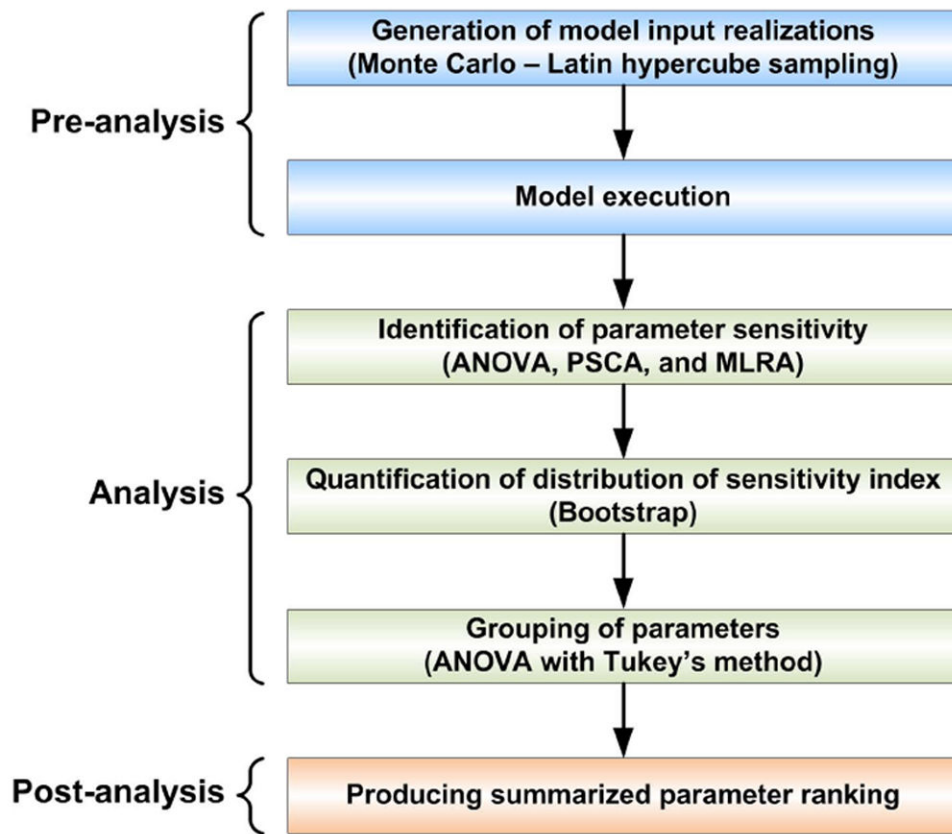 Pre-analysis
Generation of model input realizations
(Monte Carlo – Latin hypercube sampling)
Model execution
Analysis
Identification of parameter sensitivity
(ANOVA, PSCA, and MLRA)
Quantification of distribution of sensitivity index
(Bootstrap)
Grouping of parameters
(ANOVA with Tukey's method)
Post-analysis
Producing summarized parameter ranking